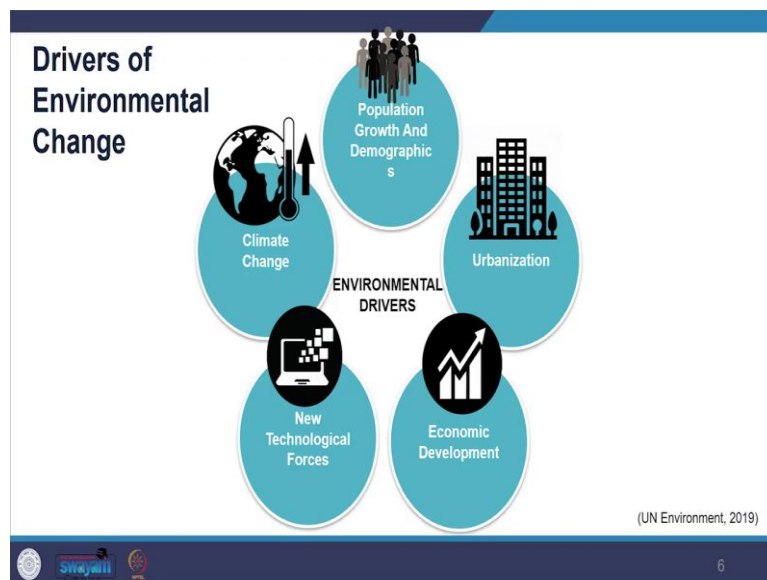 Drivers of
Environmental
Change
Population
Growth And
Demographic
s
Climate
Change
Urbanization
ENVIRONMENTAL
DRIVERS
New
Technological
Forces
Economic
Development
(UN Environment, 2019)
swayam
6